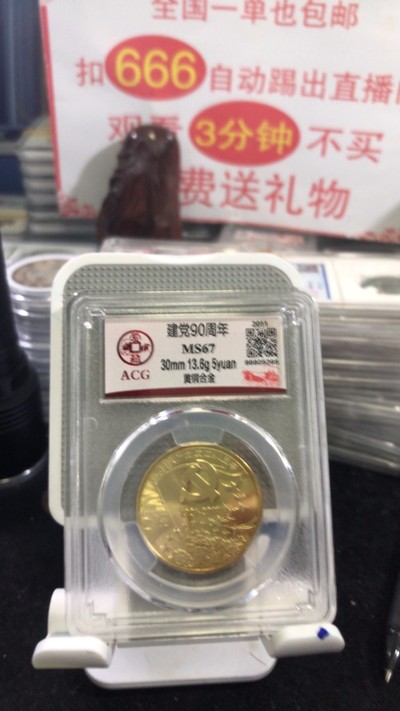 全国一单也包邮
扣666自动踢出直播
观看3分钟不买
费送礼物
建党90周年
MS67
30mm 13.6g 5yuan
黄铜合金
ACG
2011